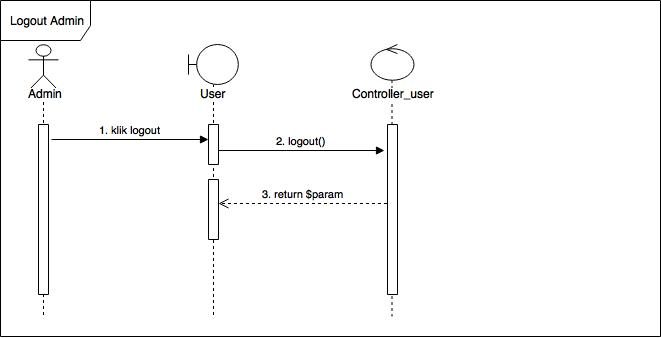 Logout Admin
Admin
User
Controller_user
1. klik logout
2. logout()
3. return $param